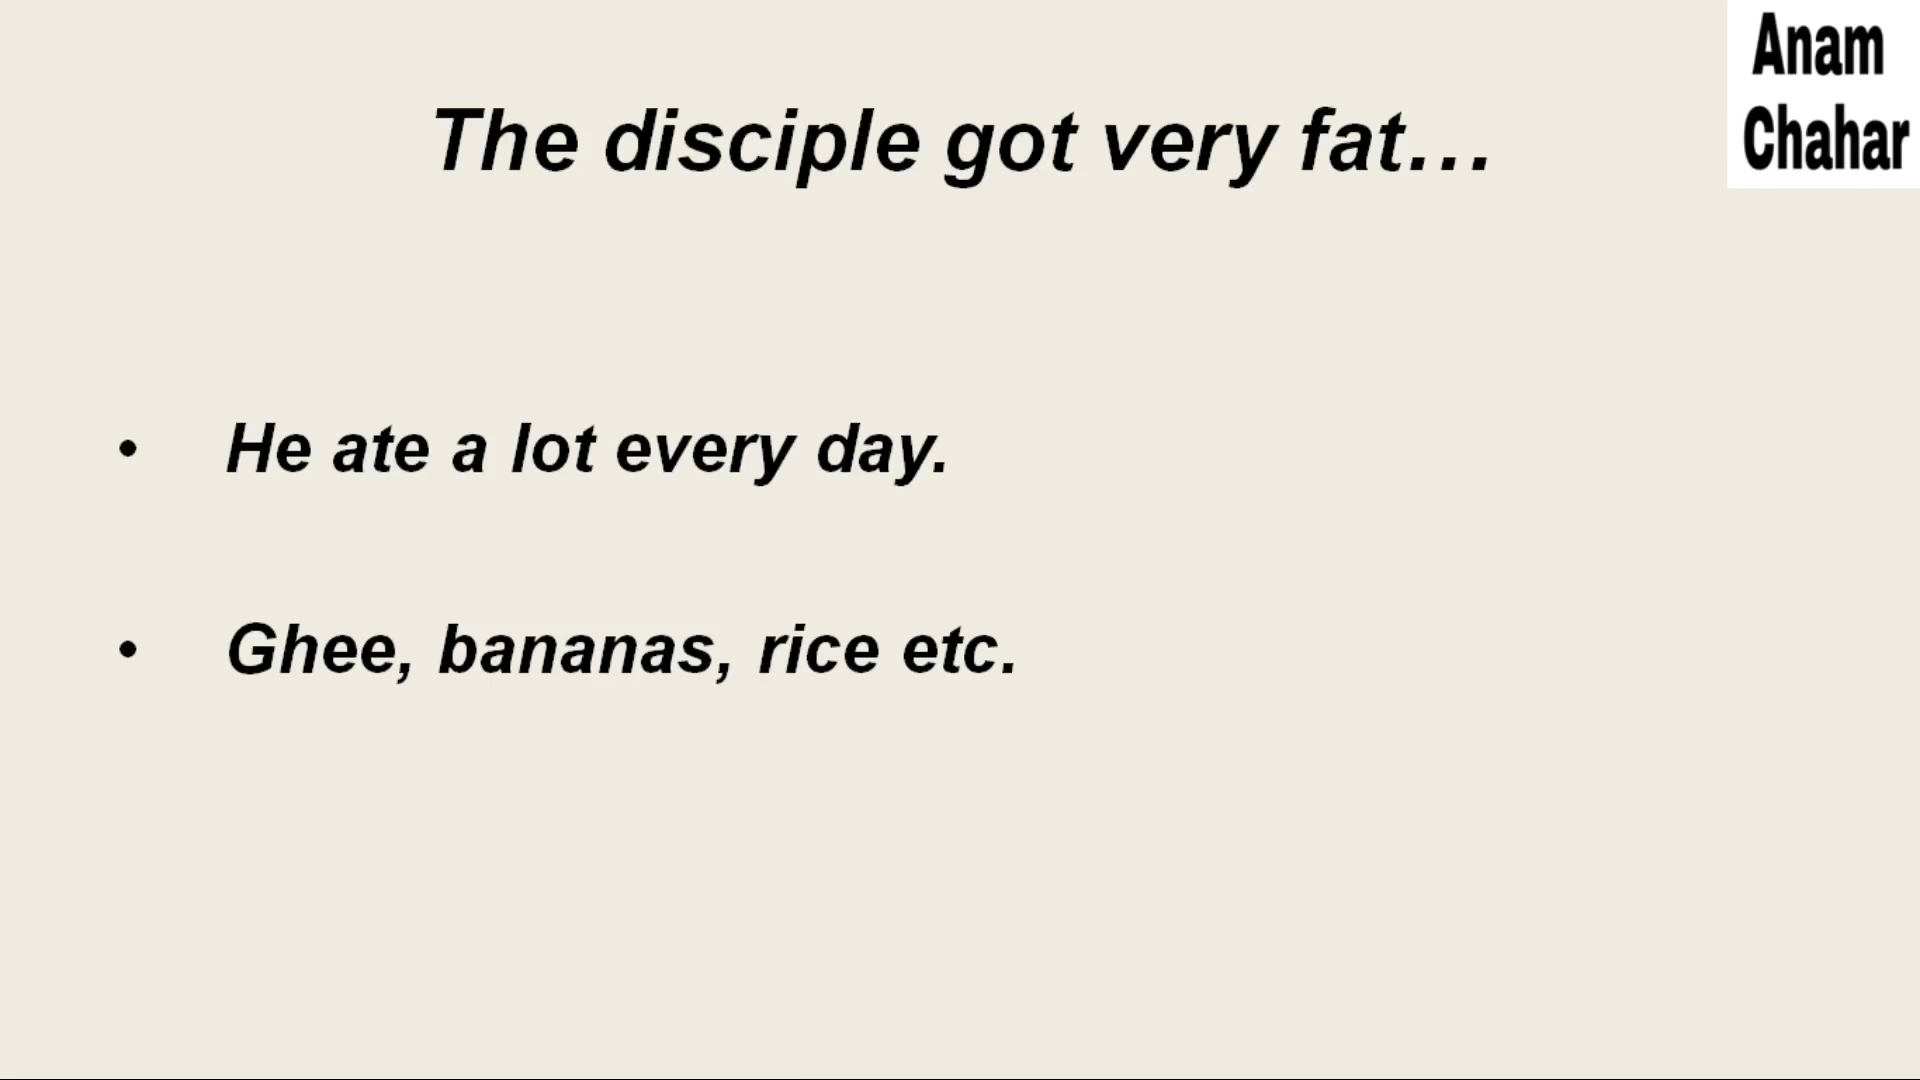 Anam
Chahar
The disciple got very fat...
• He ate a lot every day.
• Ghee, bananas, rice etc.